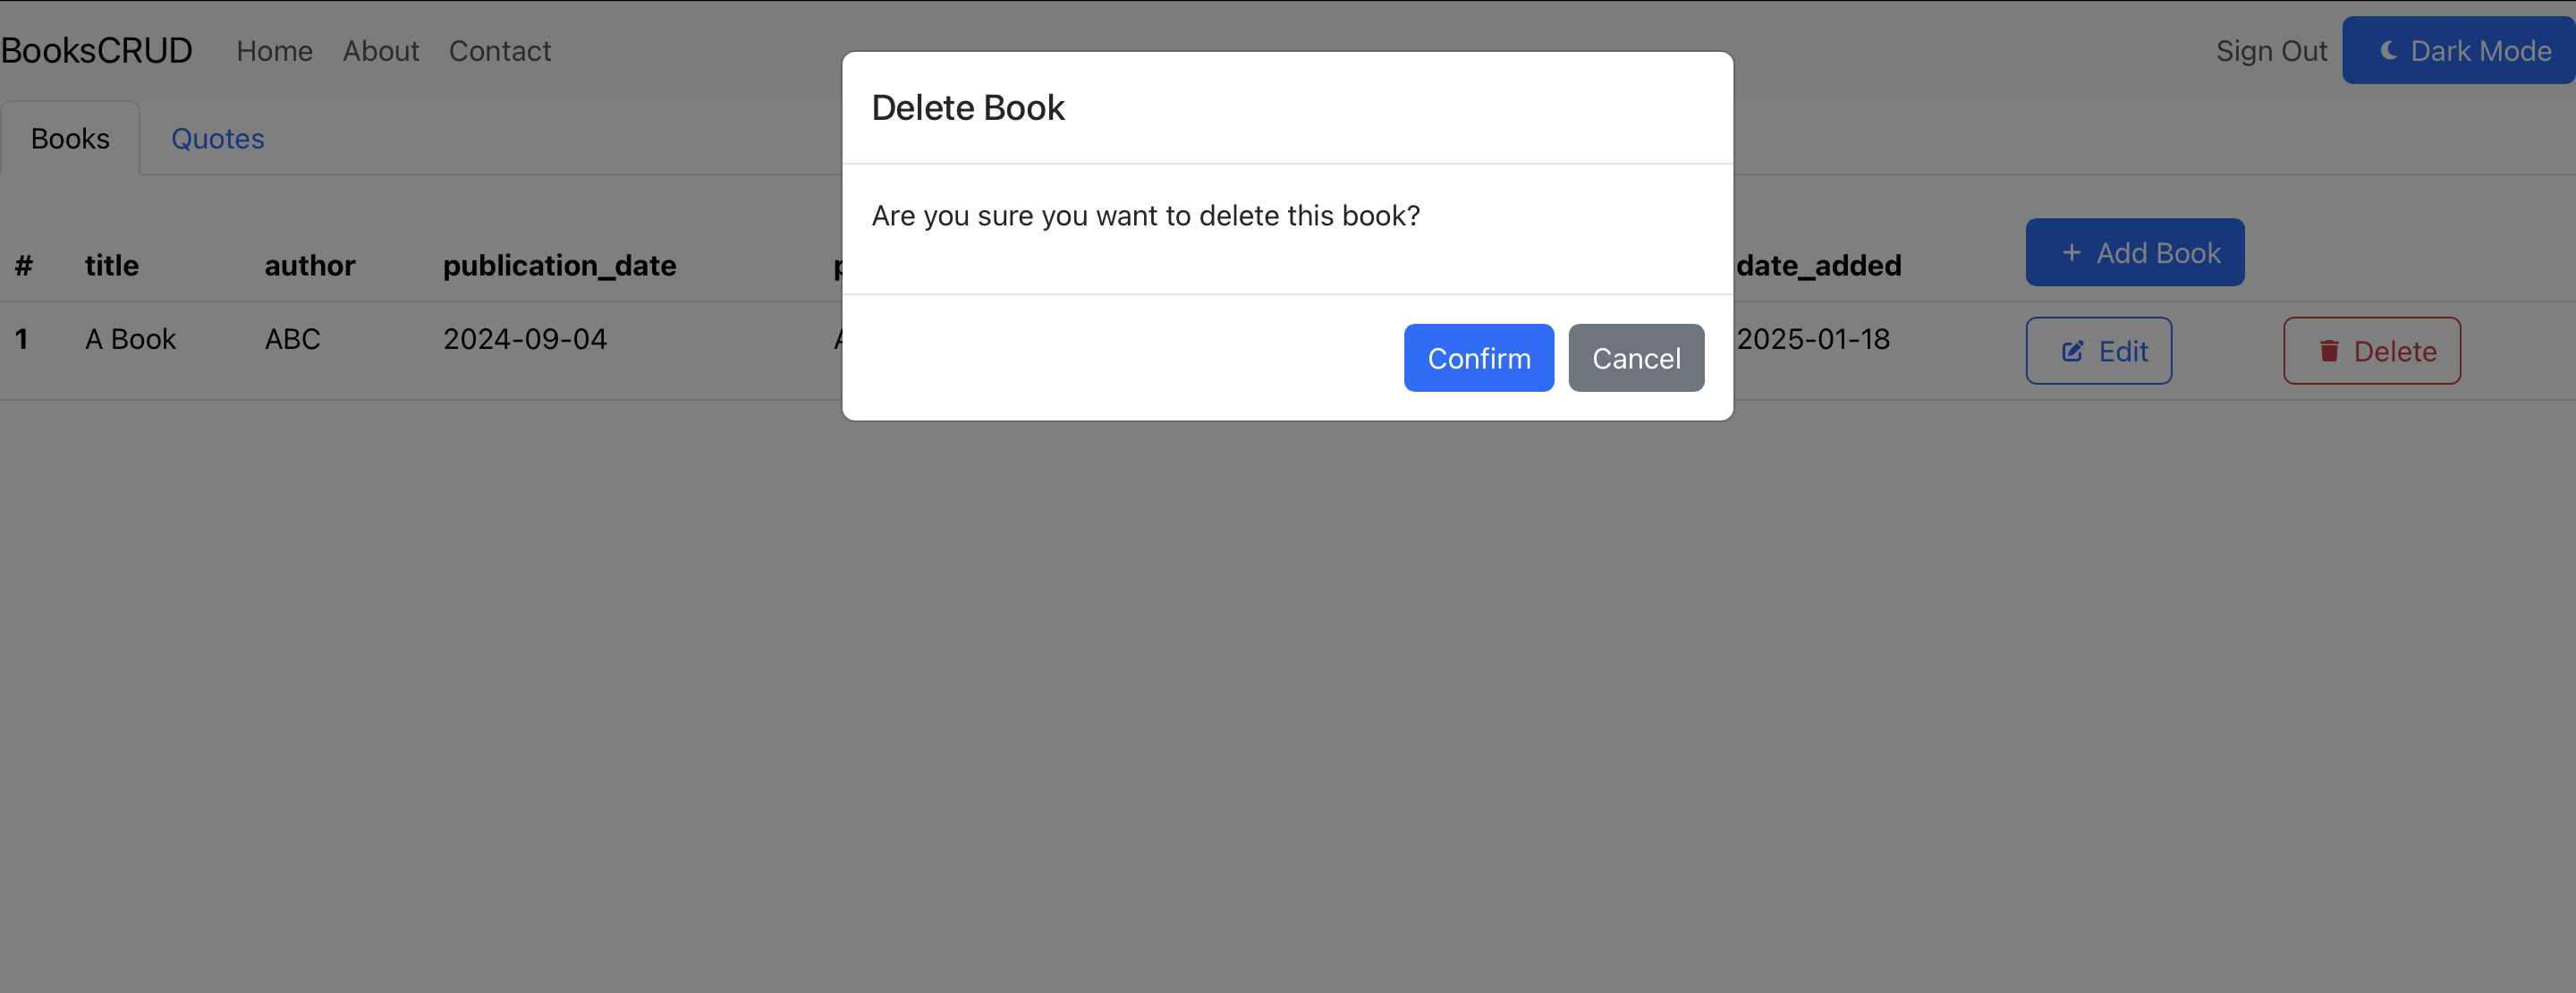 BooksCRUD Home About Contact Sign Out Dark Mode
Delete Book
Books Quotes
Are you sure you want to delete this book?
# title author publication_date date_added + Add Book
1 A Book ABC 2024-09-04 2025-01-18 Edit Delete
Confirm Cancel